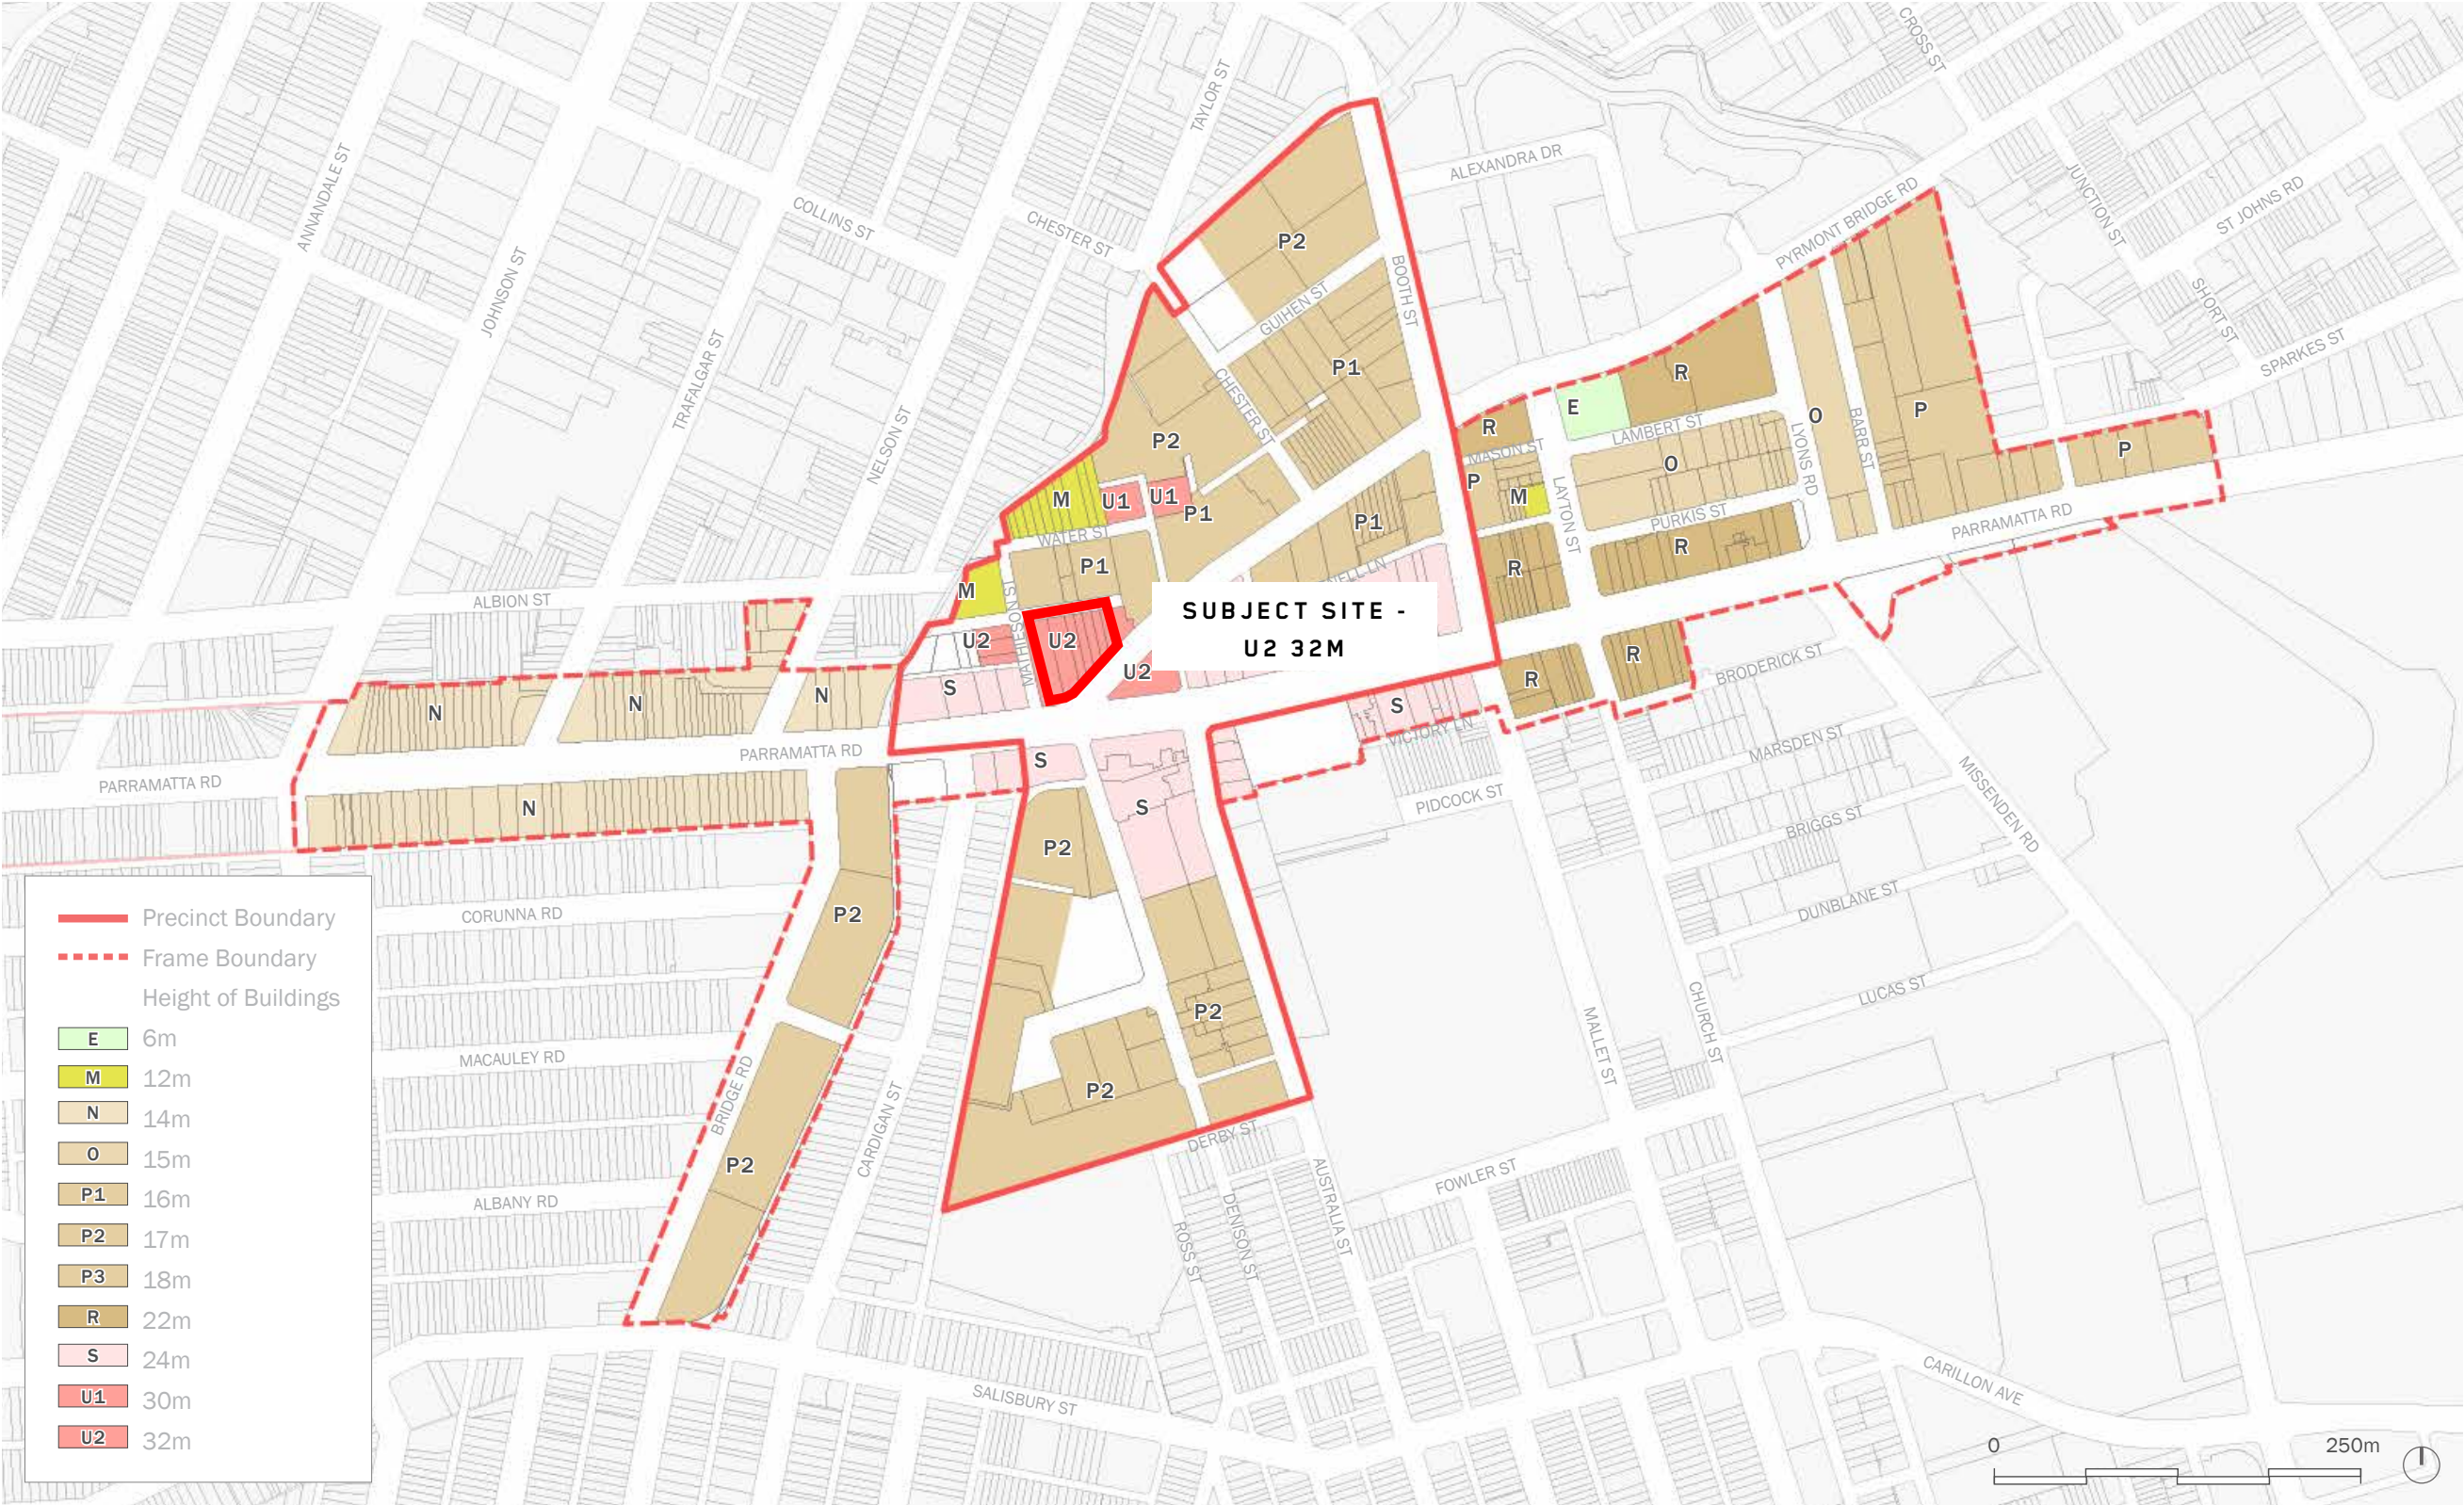 CROSS ST
TAYLOR ST
ANNANDALE ST
ALEXANDRA DR
JUNCTION ST
COLLINS ST
CHESTER ST
PYRMONT BRIDGE RD
ST JOHNS RD
P2
JOHNSON ST
BOOTH ST
GUIHEN ST
SHORT ST
TRAFALGAR ST
SPARKES ST
P1
R
CHESTER ST
E
O
BARR ST
P
NELSON ST
R
LAMBERT ST
LYONS RD
P2
MASON ST
P
O
P
M
U1
U1
P1
M
LAYTON ST
P1
PURKIS ST
PARRAMATTA RD
WATER ST
R
P1
R
M
ALBION ST
SUBJECT SITE -
U2 32M
U2
U2
MATHIESON ST
U2
R
BRODERICK ST
N
N
N
S
R
S
VICTORY LN
MARSDEN ST
PARRAMATTA RD
S
PARRAMATTA RD
MISSENDEN RD
N
S
PIDCOCK ST
BRIGGS ST
P2
DUNBLANE ST
CORUNNA RD
P2
LUCAS ST
P2
MALLET ST
CHURCH ST
MACAULEY RD
BRIDGE RD
P2
CARDIGAN ST
DERBY ST
P2
FOWLER ST
ALBANY RD
AUSTRALIA ST
DENISON ST
ROSS ST
CARILLON AVE
SALISBURY ST
Precinct Boundary
Frame Boundary
Height of Buildings
E 6m
M 12m
N 14m
O 15m
P1 16m
P2 17m
P3 18m
R 22m
S 24m
U1 30m
U2 32m
0 250m